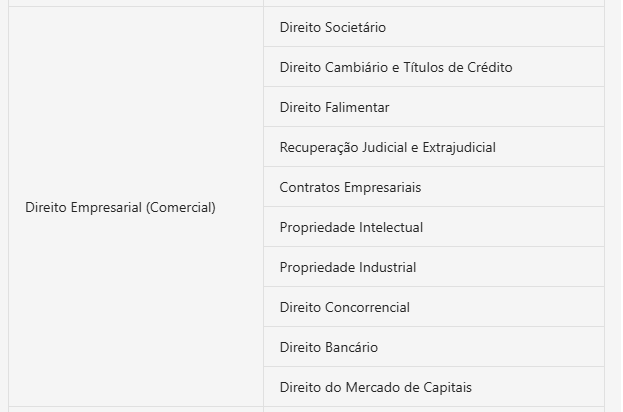 Direito Empresarial (Comercial)
Direito Societário
Direito Cambiário e Títulos de Crédito
Direito Falimentar
Recuperação Judicial e Extrajudicial
Contratos Empresariais
Propriedade Intelectual
Propriedade Industrial
Direito Concorrencial
Direito Bancário
Direito do Mercado de Capitais